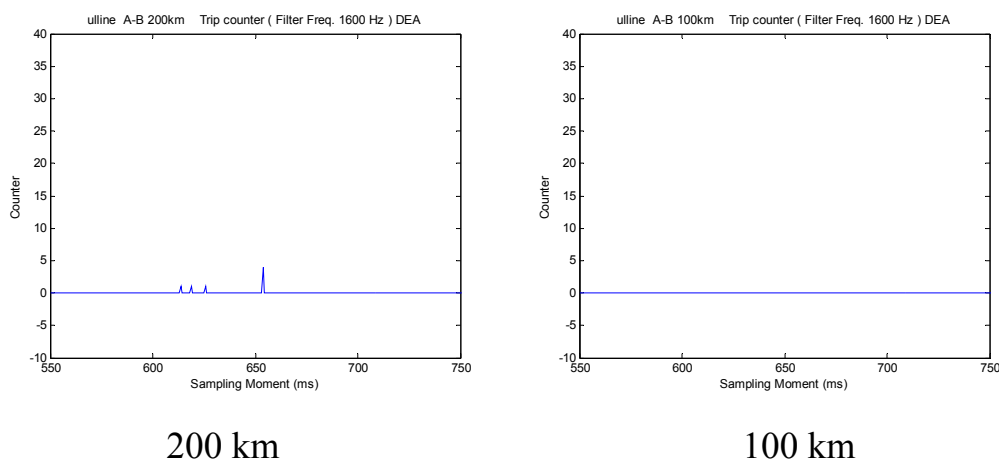 ulline A-B 200km Trip counter ( Filter Freq. 1600 Hz ) DEA
40
35
30
25
20
15
10
5
0
-5
-10
Counter
550 600 650 700 750
Sampling Moment (ms)
200 km
ulline A-B 100km Trip counter ( Filter Freq. 1600 Hz ) DEA
40
35
30
25
20
15
10
5
0
-5
-10
Counter
550 600 650 700 750
Sampling Moment (ms)
100 km